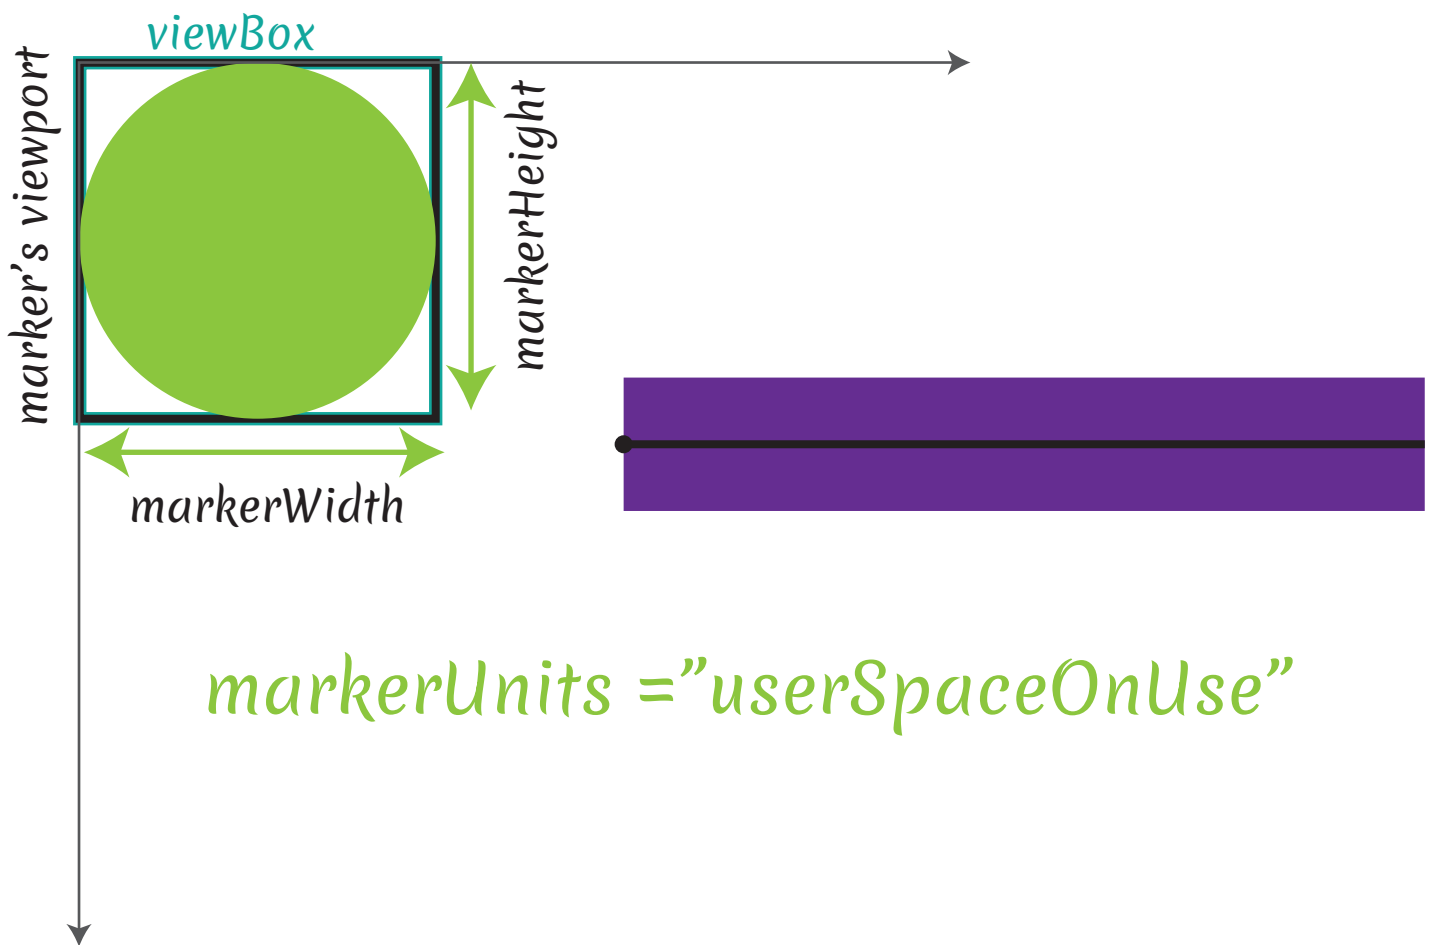 viewBox
marker's viewport
markerHeight
markerWidth
markerUnits =”userSpaceOnUse”